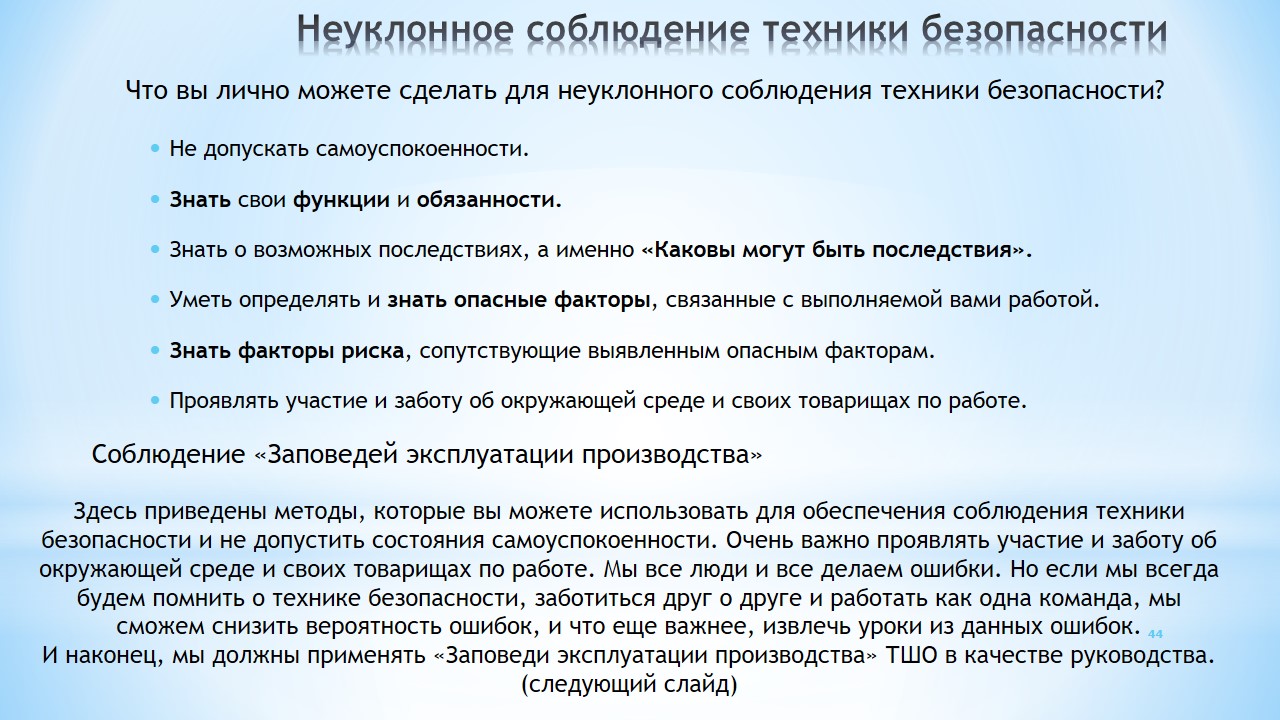 Неуклонное соблюдение техники безопасности
Что вы лично можете сделать для неуклонного соблюдения техники безопасности?
• Не допускать самоуспокоенности.
• Знать свои функции и обязанности.
• Знать о возможных последствиях, а именно «Каковы могут быть последствия».
• Уметь определять и знать опасные факторы, связанные с выполняемой вами работой.
• Знать факторы риска, сопутствующие выявленным опасным факторам.
• Проявлять участие и заботу об окружающей среде и своих товарищах по работе.
Соблюдение «Заповедей эксплуатации производства»
Здесь приведены методы, которые вы можете использовать для обеспечения соблюдения техники
безопасности и не допустить состояния самоуспокоенности. Очень важно проявлять участие и заботу об
окружающей среде и своих товарищах по работе. Мы все люди и все делаем ошибки. Но если мы всегда
будем помнить о технике безопасности, заботиться друг о друге и работать как одна команда, мы
сможем снизить вероятность ошибок, и что еще важнее, извлечь уроки из данных ошибок. 44
И наконец, мы должны применять «Заповеди эксплуатации производства» ТШО в качестве руководства.
(следующий слайд)